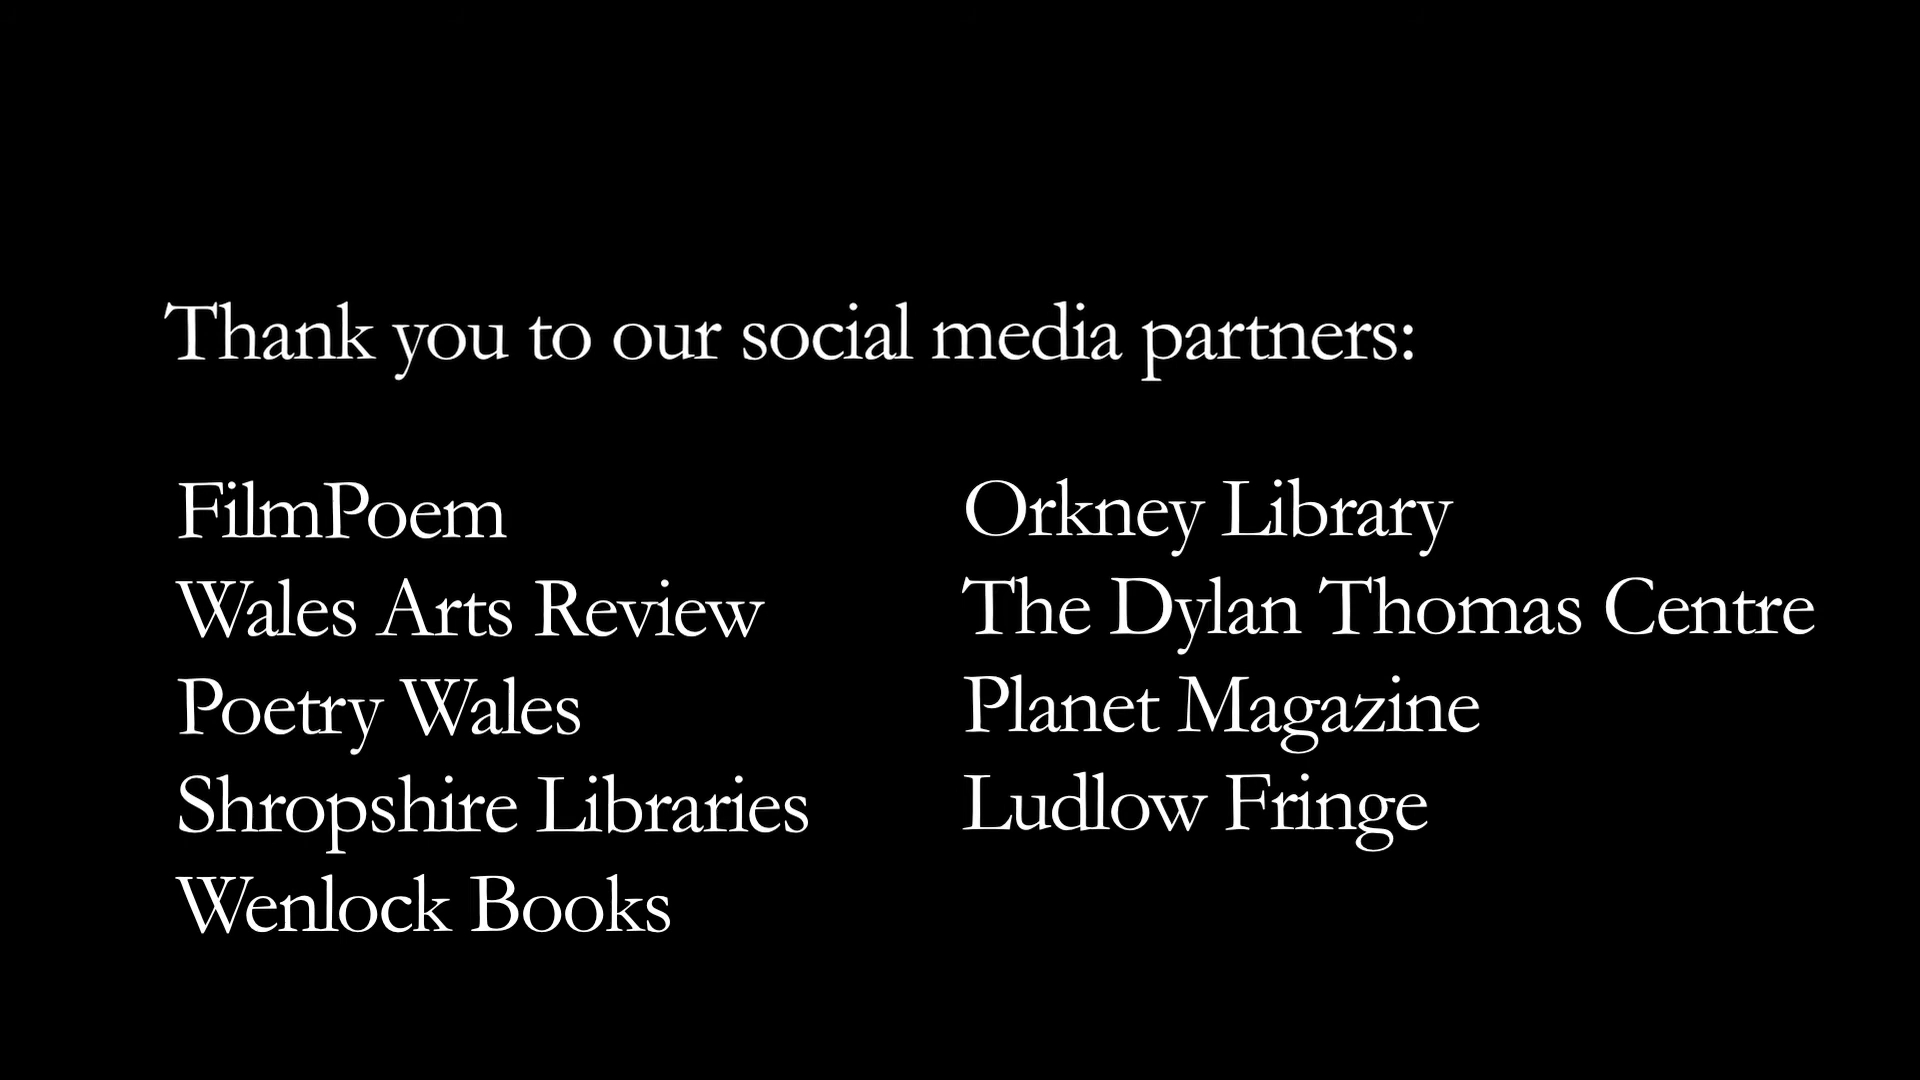 Thank you to our social media partners:
FilmPoem
Wales Arts Review
Poetry Wales
Shropshire Libraries
Wenlock Books
Orkney Library
The Dylan Thomas Centre
Planet Magazine
Ludlow Fringe